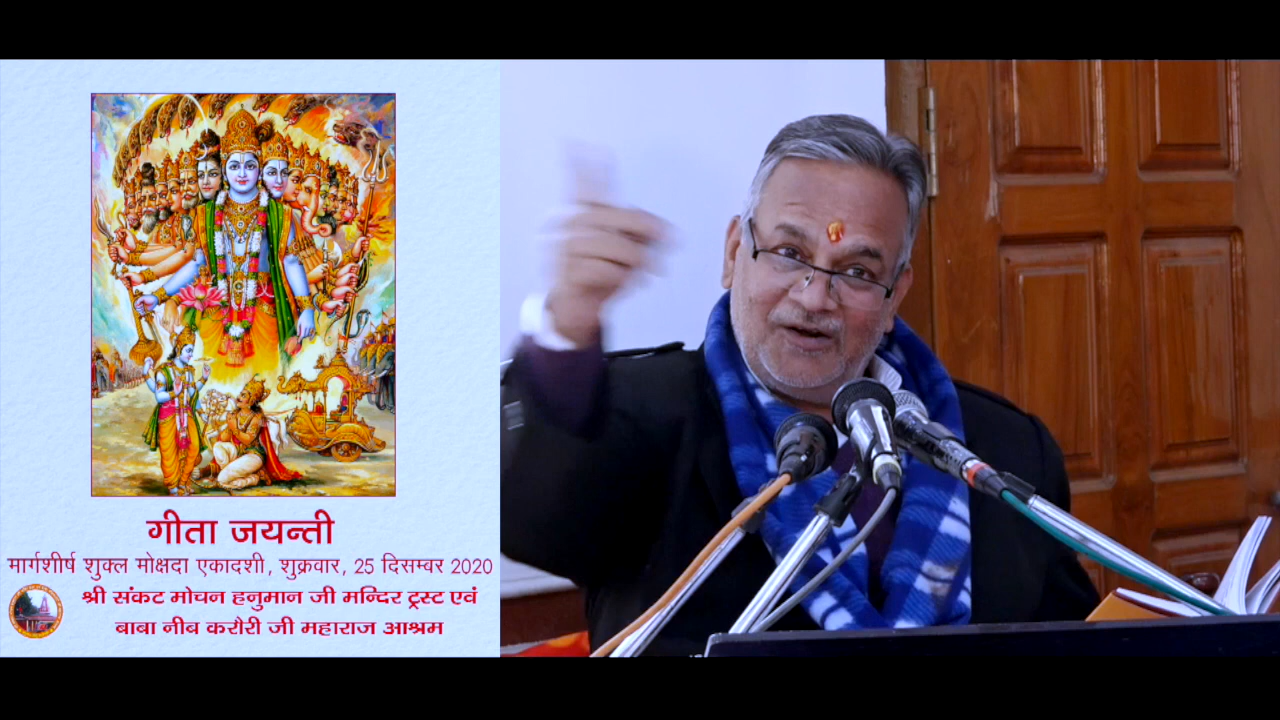 गीता जयन्ती
मार्गशीर्ष शुक्ल मोक्षदा एकादशी, शुक्रवार, 25 दिसम्वर 2020
श्री संकट मोचन हनुमान जी मन्दिर ट्रस्ट एवं
बाबा नीब करौरी जी महाराज आश्रम